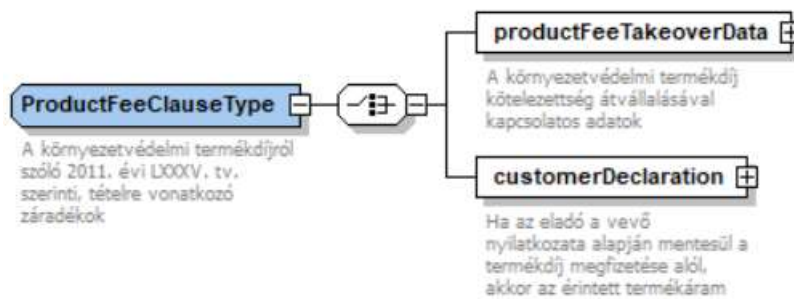 productFeeTakeoverData
A környezetvédelmi termékdíj
kötelezettség átvállalásával
kapcsolatos adatok
ProductFeeClauseType
A környezetvédelmi termékdíjról
szóló 2011. évi LXXXV. tv.
szerinti, tételre vonatkozó
záradékok
customerDeclaration
Ha az eladó a vevő
nyilatkozata alapján mentesül a
termékdíj megfizetése alól,
akkor az érintett termékáram